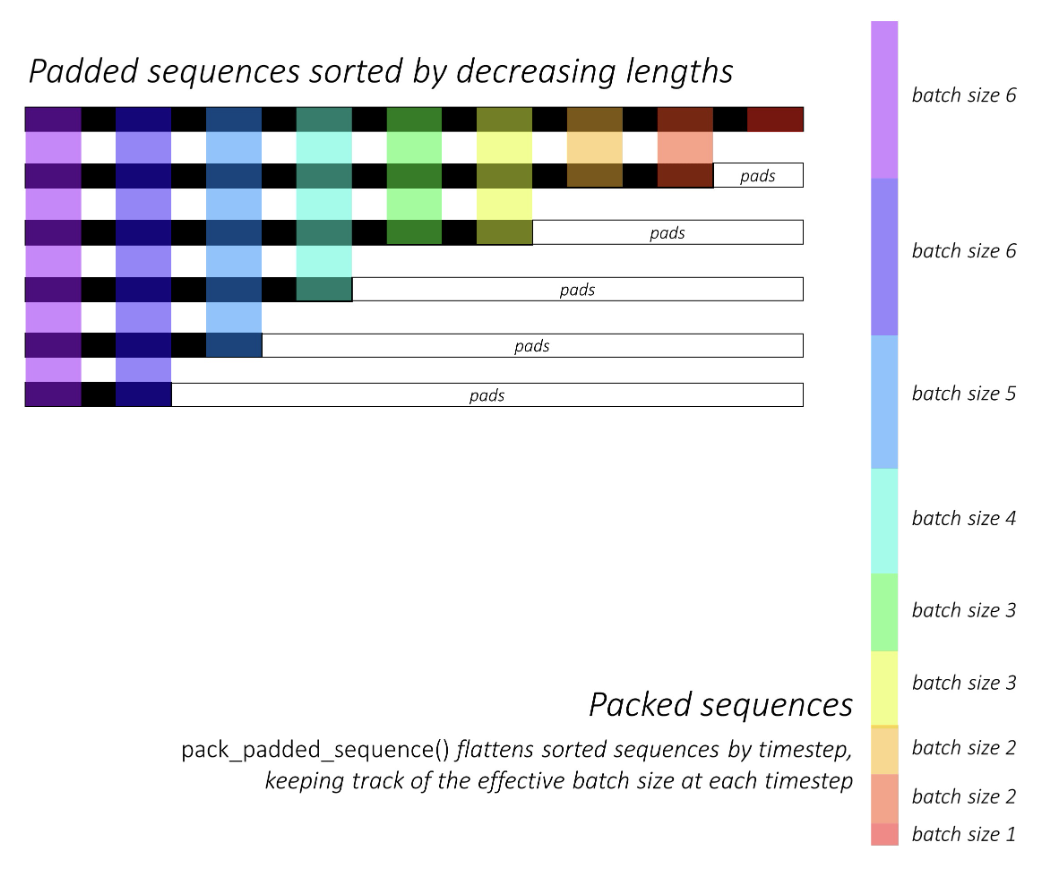 Padded sequences sorted by decreasing lengths
pads
pads
pads
pads
pads
batch size 6
batch size 6
batch size 5
batch size 4
batch size 3
batch size 3
batch size 2
batch size 2
batch size 1
Packed sequences
pack_padded_sequence() flattens sorted sequences by timestep,
keeping track of the effective batch size at each timestep